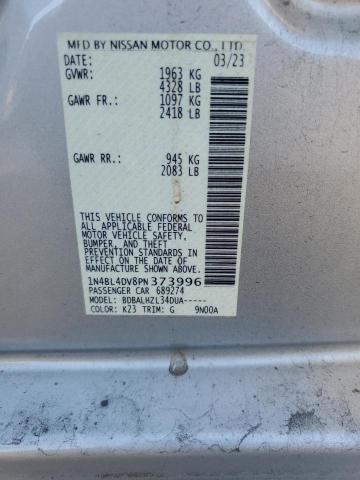 MFD BY NISSAN MOTOR CO., LTD.
DATE: 03/23
GVWR: 1963 KG
4328 LB
GAWR FR.: 1097 KG
2418 LB
GAWR RR.: 945 KG
2083 LB
THIS VEHICLE CONFORMS TO
ALL APPLICABLE FEDERAL
MOTOR VEHICLE SAFETY,
BUMPER, AND THEFT
PREVENTION STANDARDS IN
EFFECT ON THE DATE OF
MANUFACTURE SHOWN ABOVE.
1N4BL4DV8PN373996
PASSENGER CAR 689274
MODEL: BDBALHZL34DUA-----
COLOR: K23 TRIM: G 9N00A